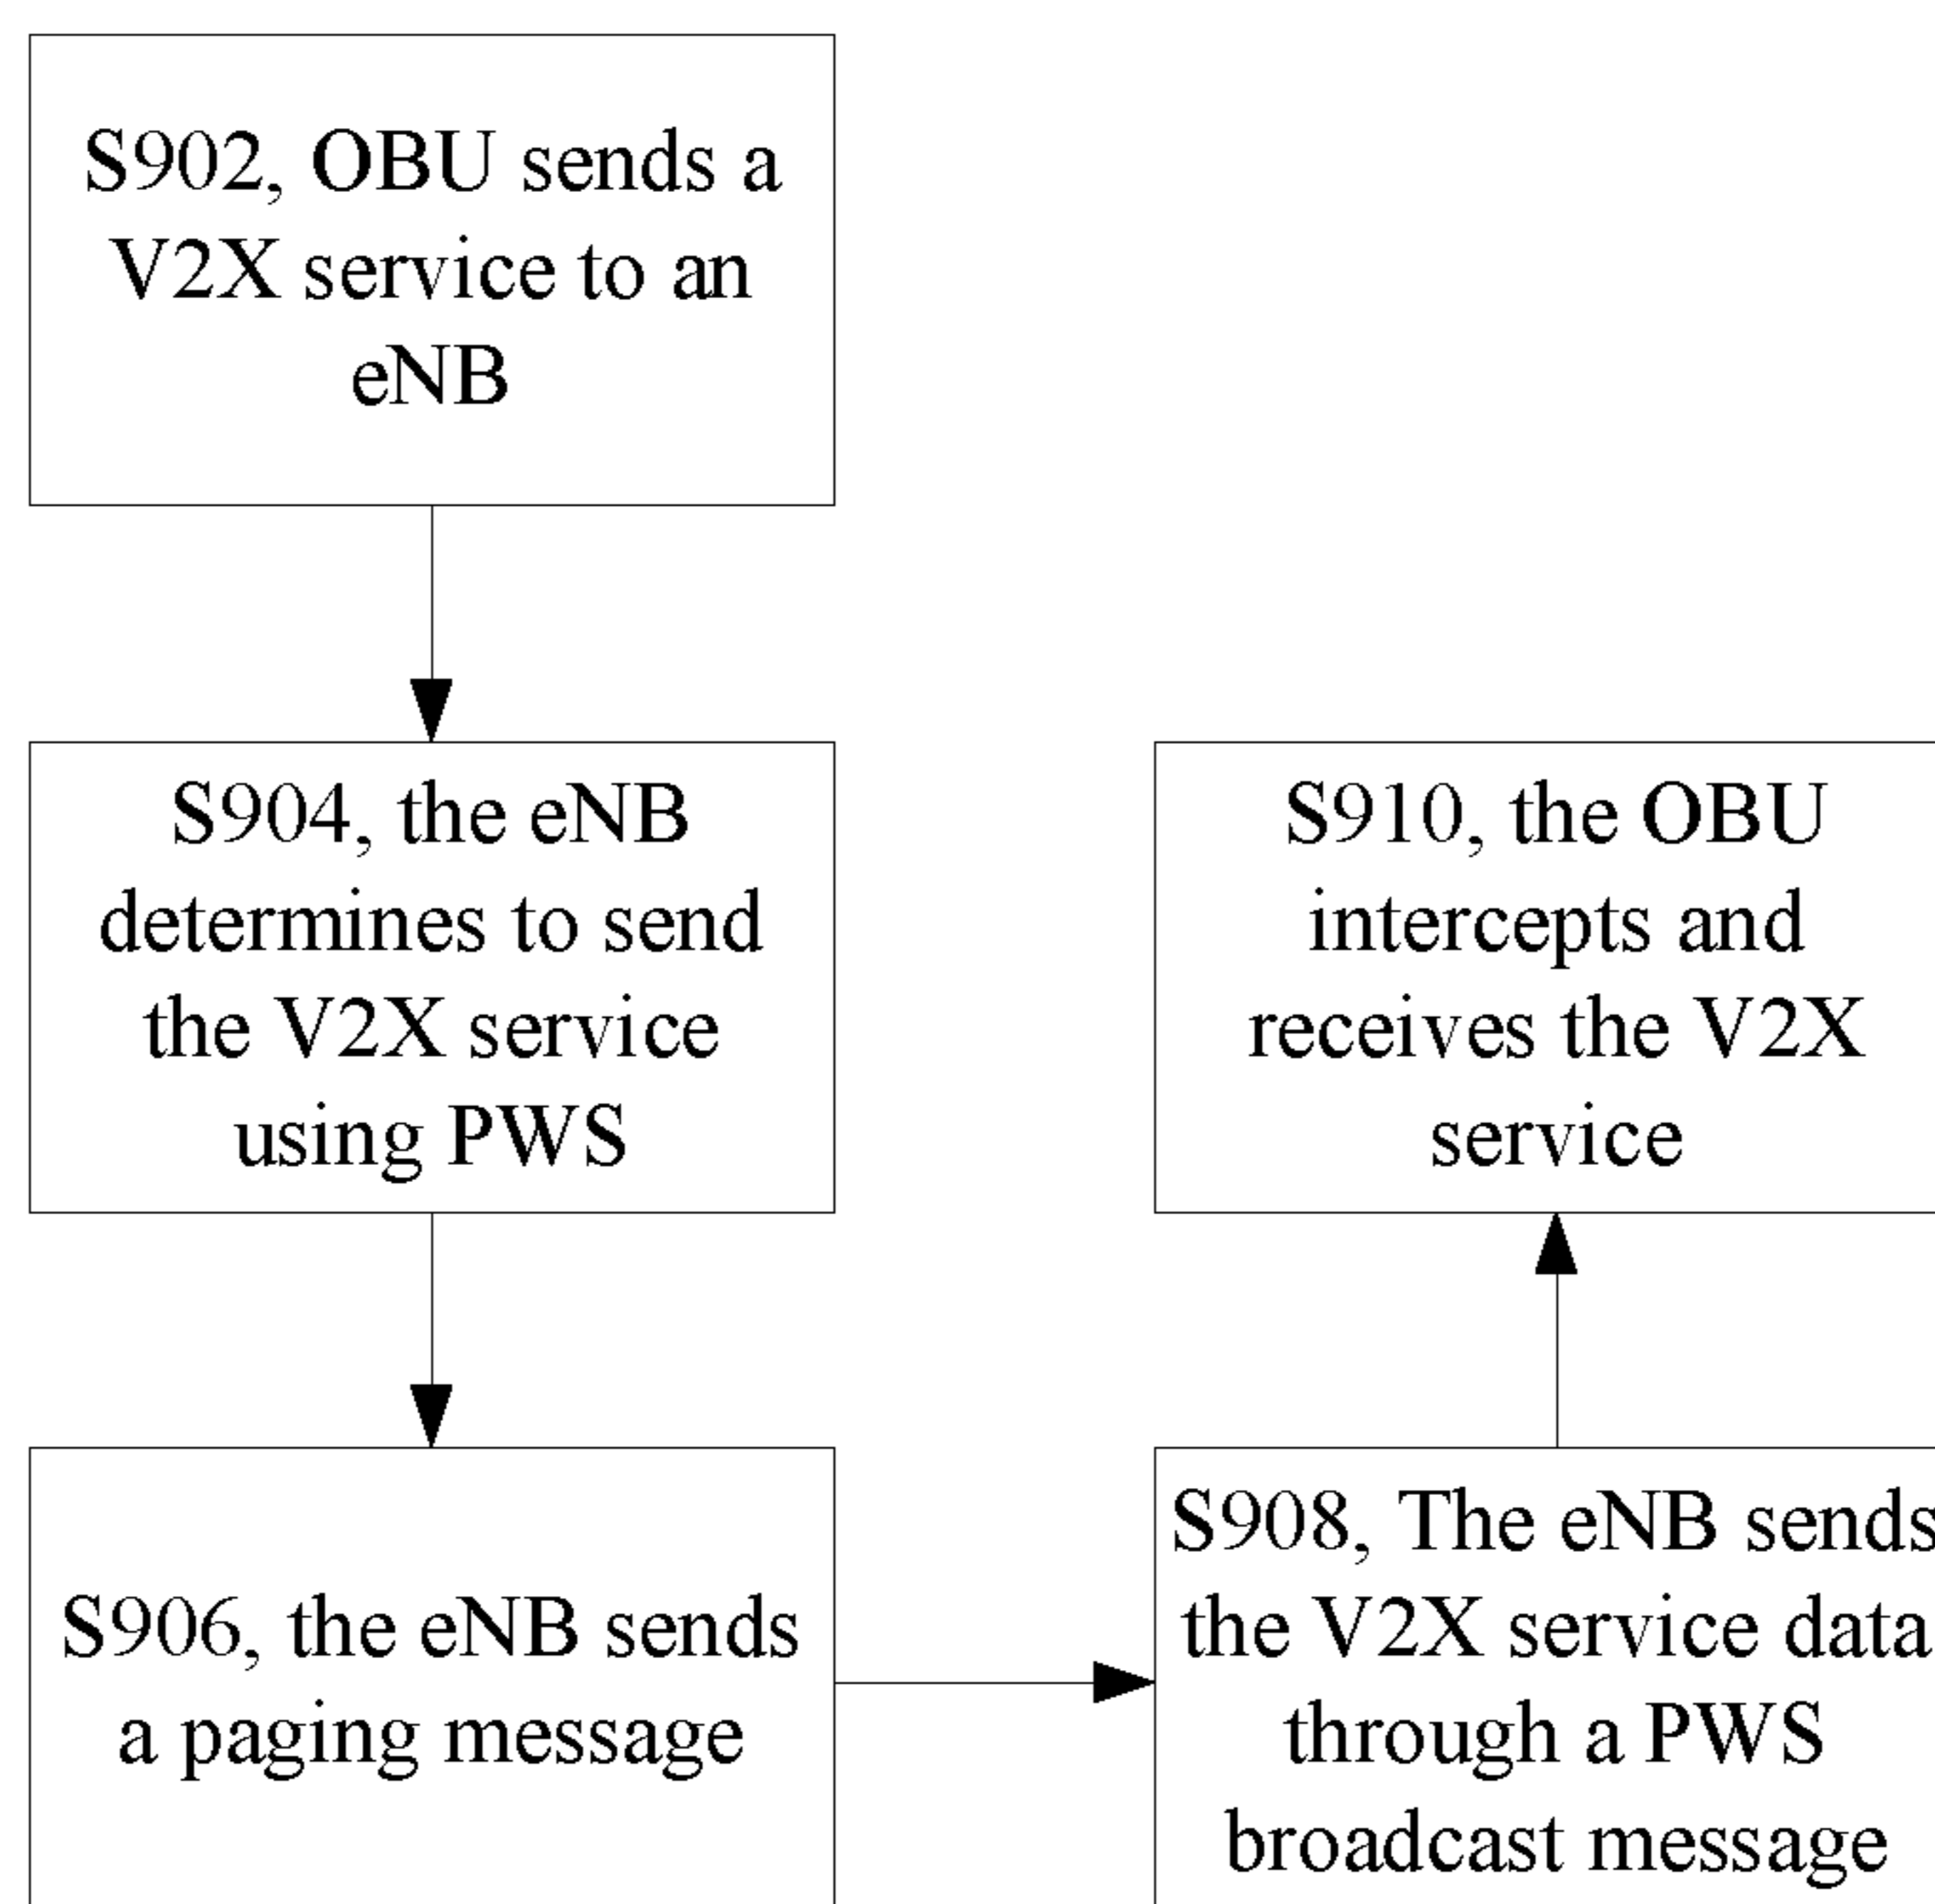 S902, OBU sends a
V2X service to an
eNB
S904, the eNB
determines to send
the V2X service
using PWS
S906, the eNB sends
a paging message
S908, The eNB sends
the V2X service data
through a PWS
broadcast message
S910, the OBU
intercepts and
receives the V2X
service